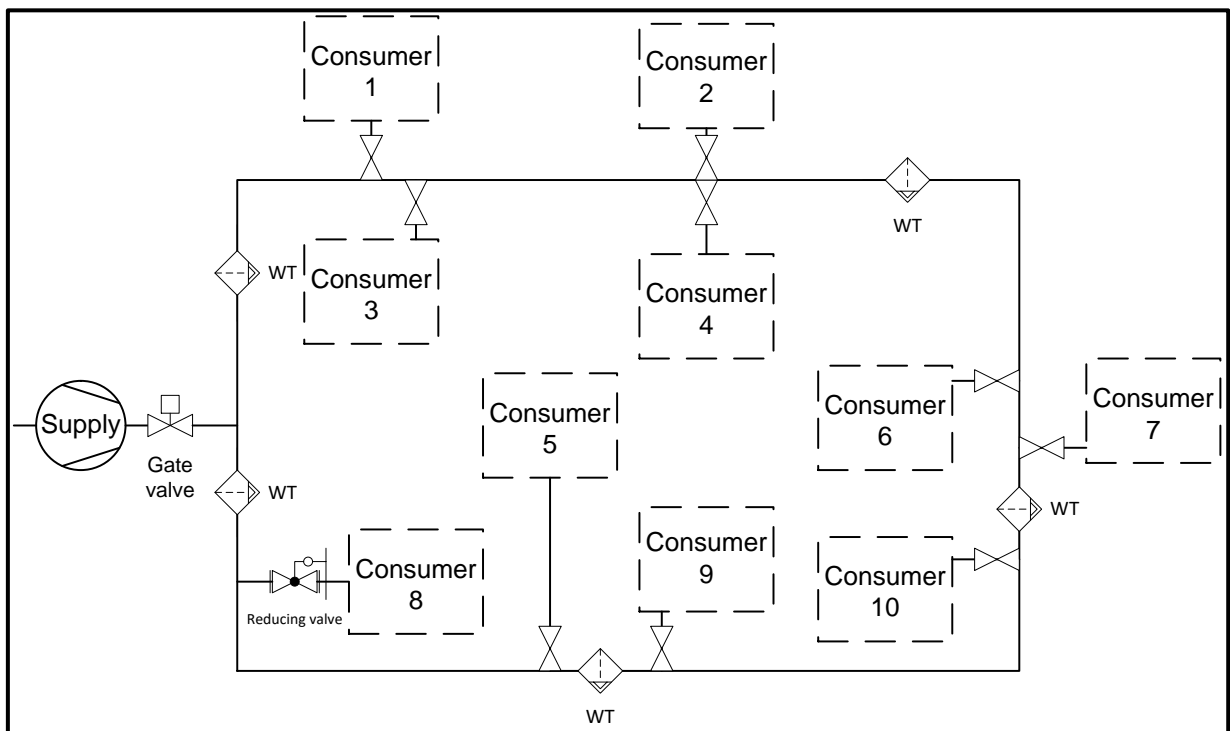 Consumer
1
Consumer
2
WT
WT
Consumer
3
Consumer
4
Supply
Gate
valve
WT
Consumer
5
Consumer
6
Consumer
7
WT
Reducing valve
Consumer
8
Consumer
9
Consumer
10
WT